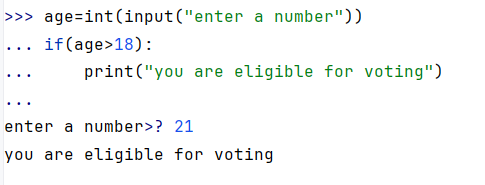 >>> age=int(input("enter a number"))
... if(age>18):
...     print("you are eligible for voting")
...
enter a number>? 21
you are eligible for voting